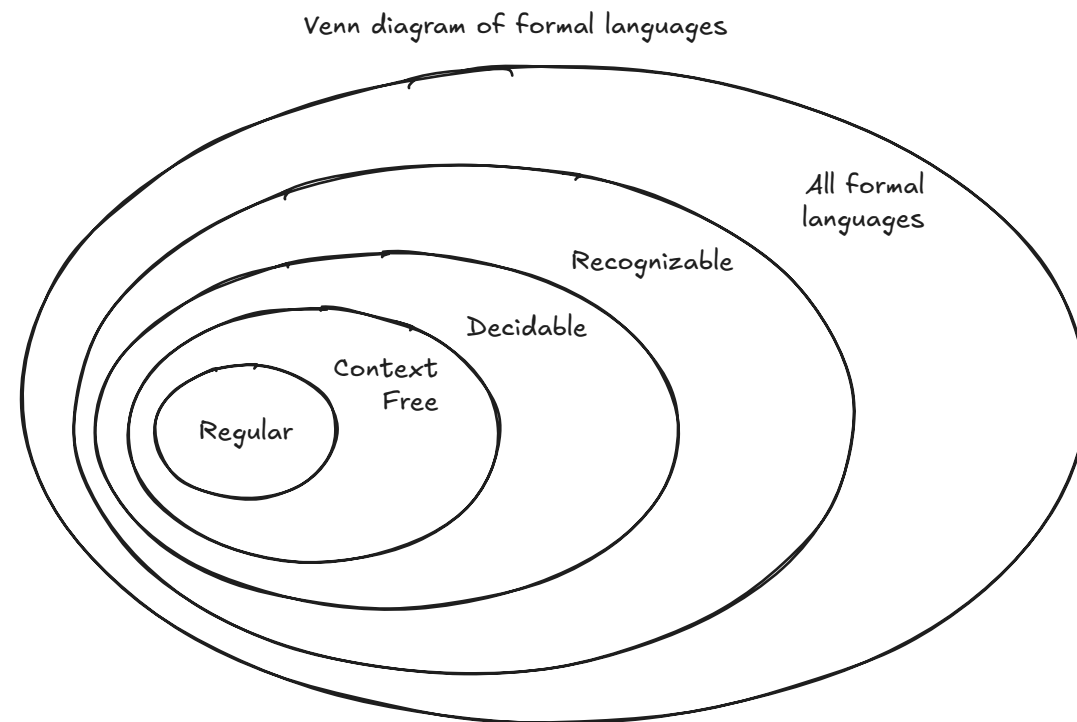 Venn diagram of formal languages
All formal
languages
Recognizable
Decidable
Context
Free
Regular